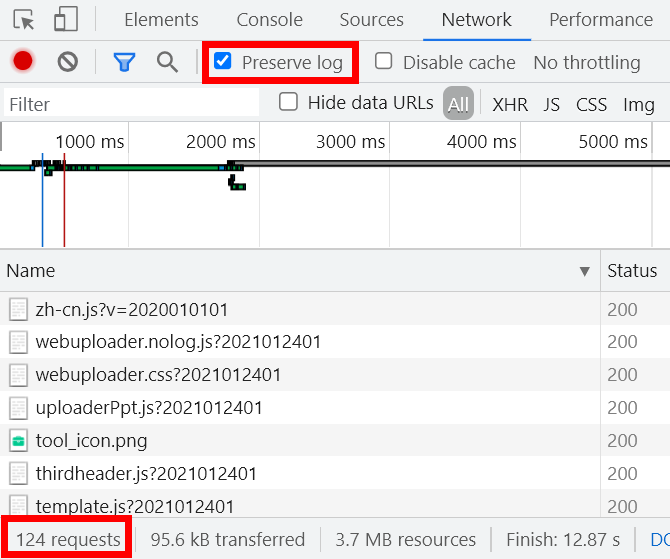 Elements Console Sources Network Performance
Preserve log Disable cache No throttling
Filter Hide data URLs All XHR JS CSS Img
1000 ms 2000 ms 3000 ms 4000 ms 5000 ms
Name ▼ Status
zh-cn.js?v=2020010101 200
webuploader.nolog.js?2021012401 200
webuploader.css?2021012401 200
uploaderPpt.js?2021012401 200
tool_icon.png 200
thirdheader.js?2021012401 200
template.js?2021012401 200
124 requests 95.6 kB transferred 3.7 MB resources Finish: 12.87 s DO